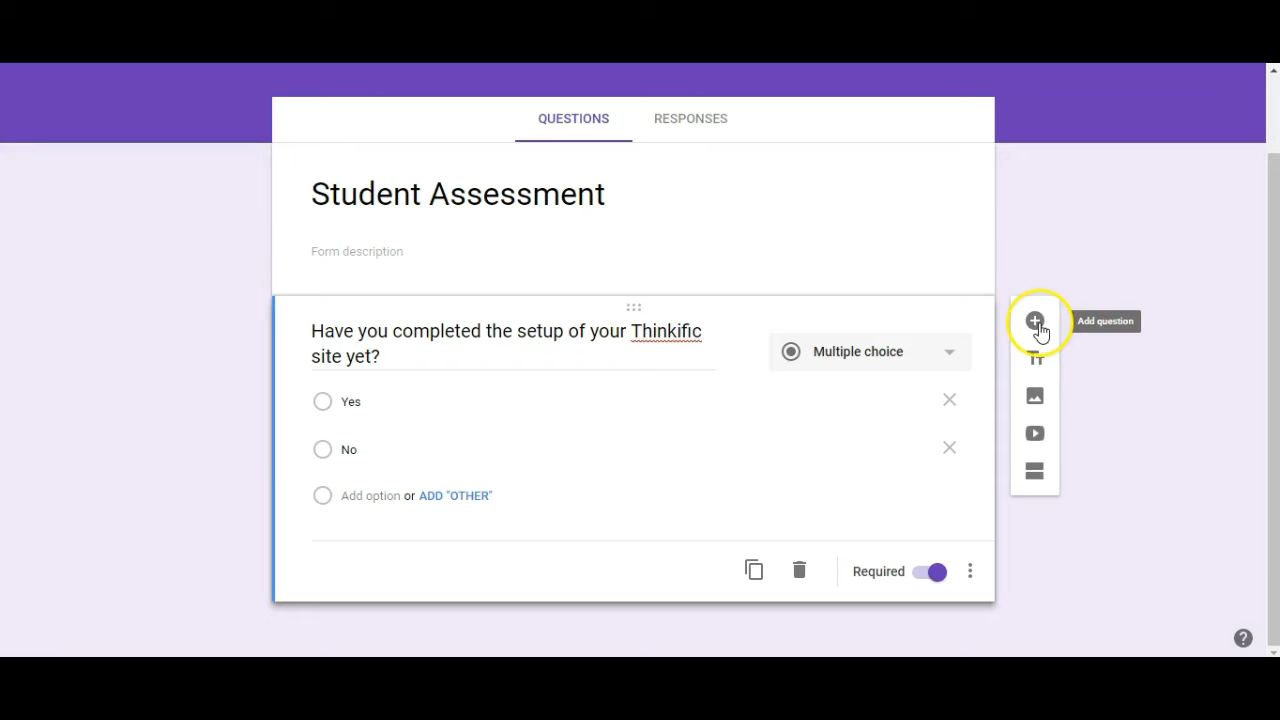 QUESTIONS
RESPONSES
Student Assessment
Form description
Have you completed the setup of your Thinkific
site yet?
Multiple choice
Add question
Yes
No
Add option or ADD "OTHER"
Required